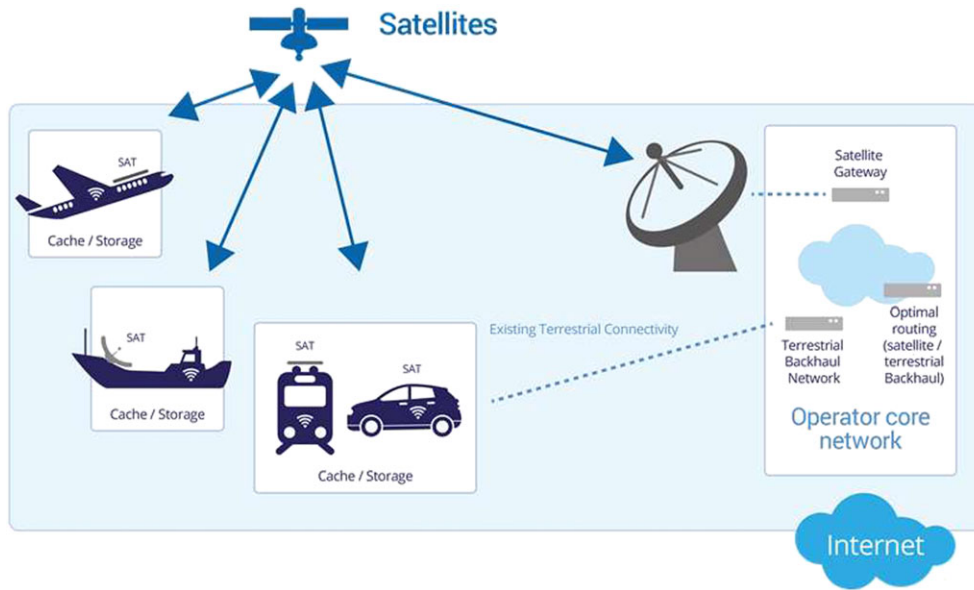 Satellites
SAT
Cache / Storage
SAT
Cache / Storage
SAT
SAT
Cache / Storage
Existing Terrestrial Connectivity
Satellite
Gateway
Terrestrial
Backhaul
Network
Optimal
routing
(satellite /
terrestrial
Backhaul)
Operator core
network
Internet